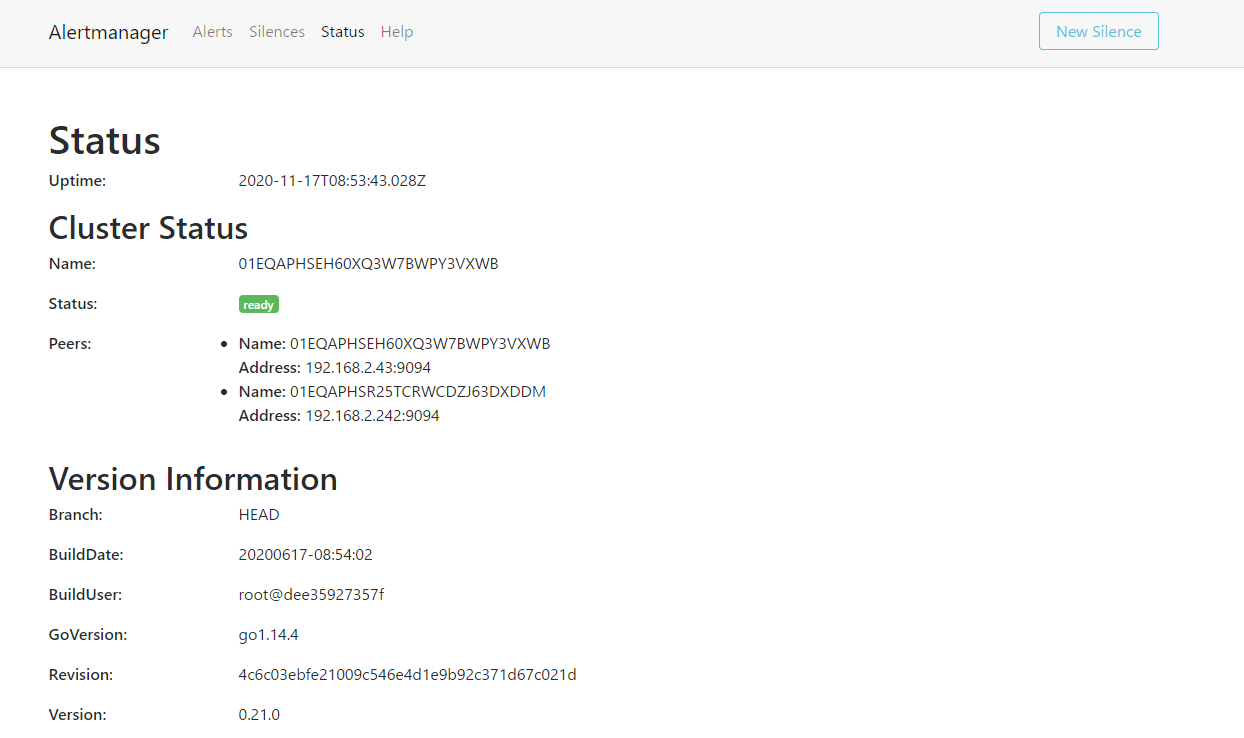 Alertmanager Alerts Silences Status Help New Silence
Status
Uptime: 2020-11-17T08:53:43.028Z
Cluster Status
Name: 01EQAPHSEH60XQ3W7BWPY3VXWB
Status: ready
Peers: • Name: 01EQAPHSEH60XQ3W7BWPY3VXWB
Address: 192.168.2.43:9094
• Name: 01EQAPHSR25TCRWCDZJ63DXDDM
Address: 192.168.2.242:9094
Version Information
Branch: HEAD
BuildDate: 20200617-08:54:02
BuildUser: root@dee35927357f
GoVersion: go1.14.4
Revision: 4c6c03ebfe21009c546e4d1e9b92c371d67c021d
Version: 0.21.0